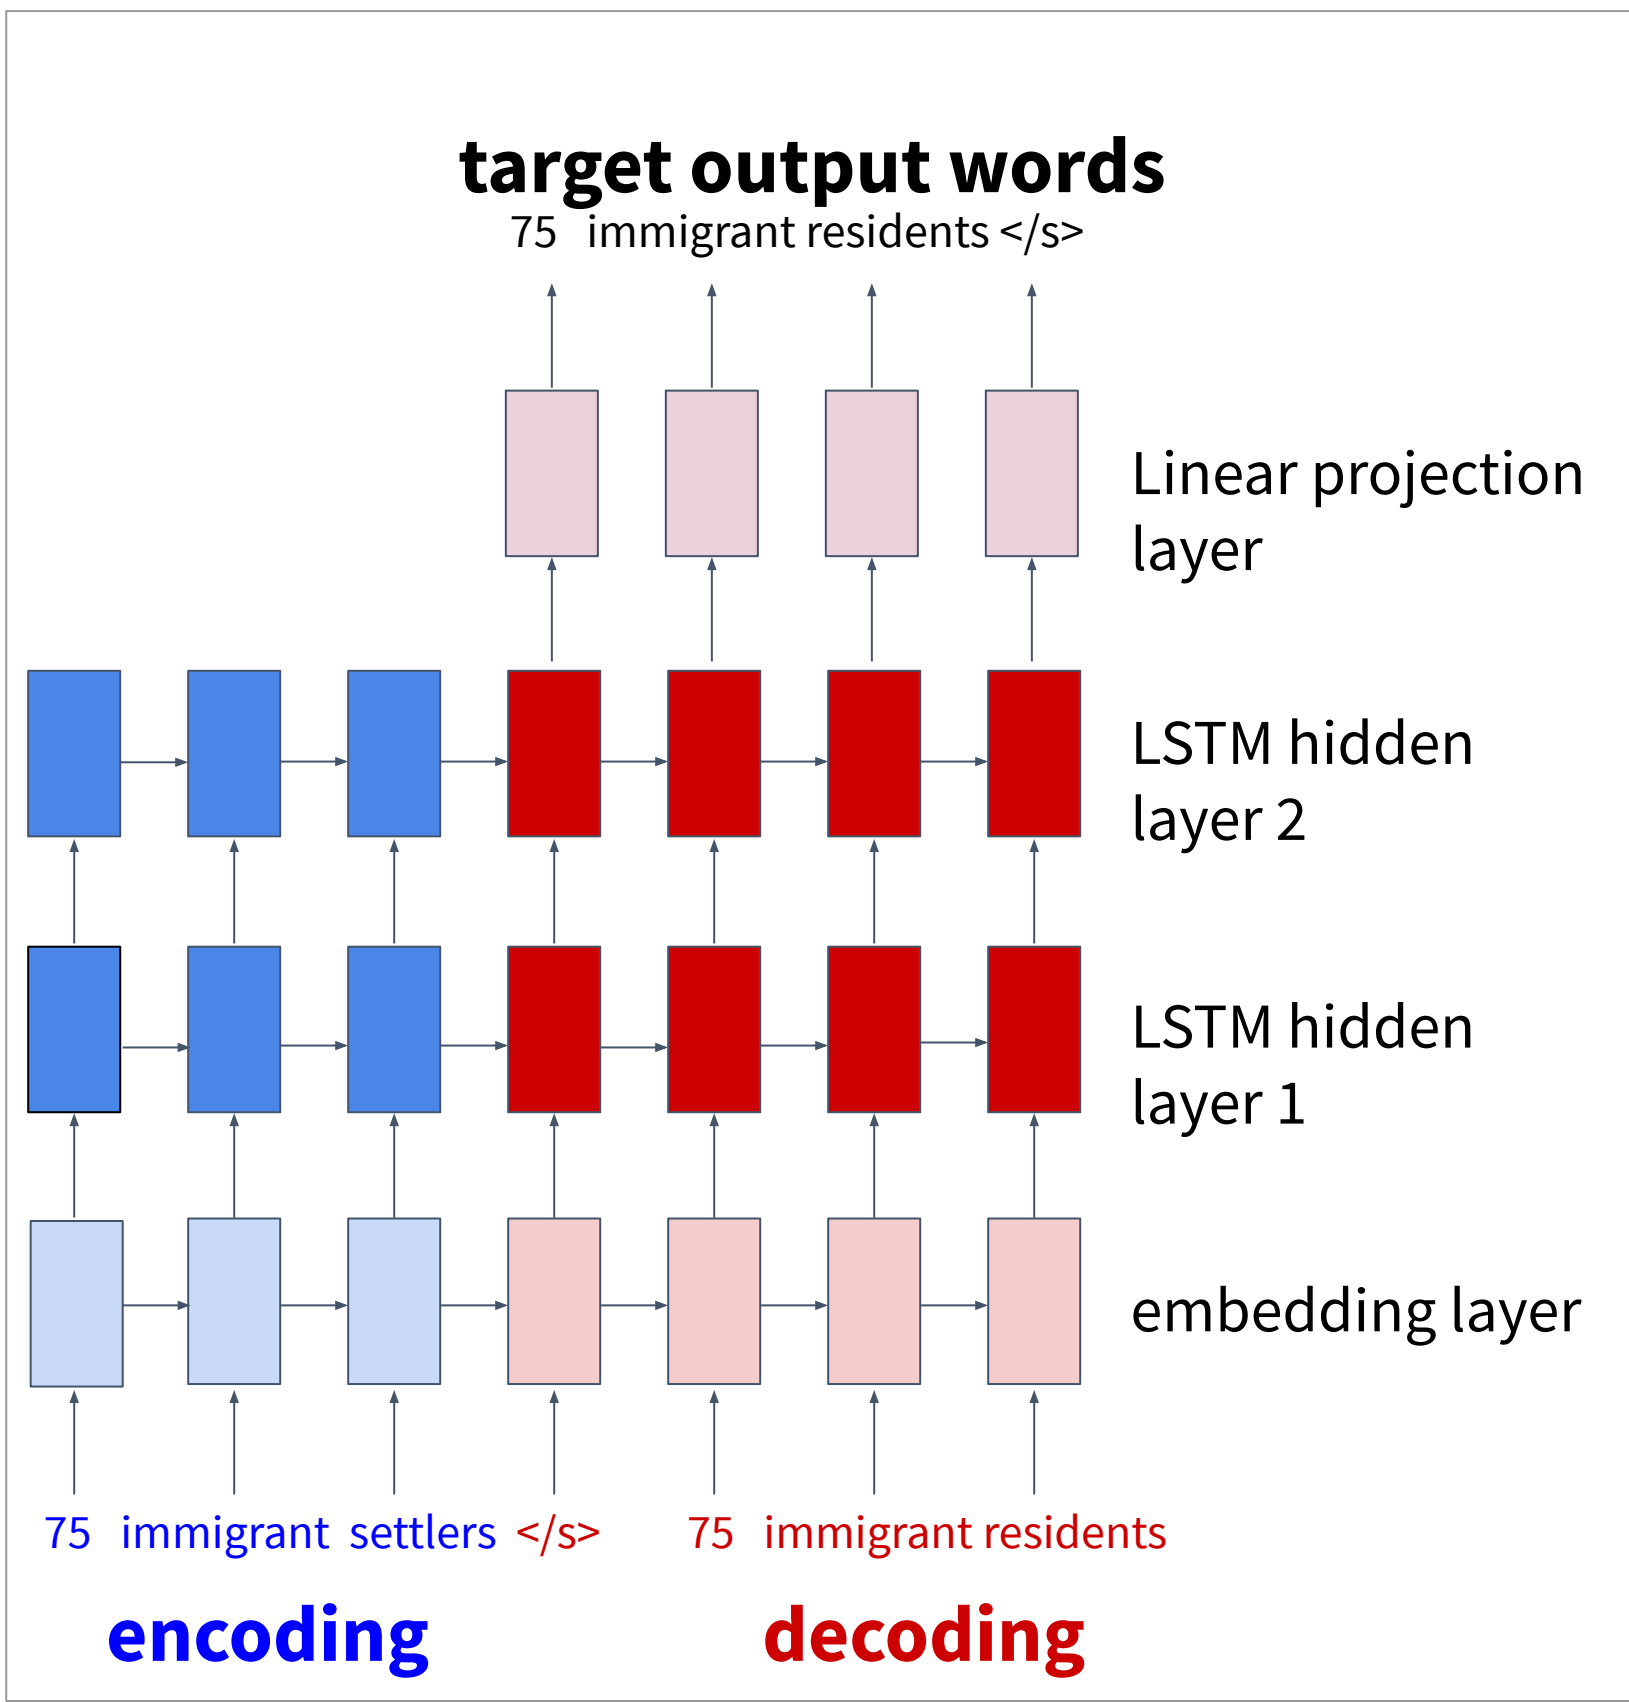 target output words
75 immigrant residents </s>
Linear projection
layer
LSTM hidden
layer 2
LSTM hidden
layer 1
embedding layer
75 immigrant settlers </s> 75 immigrant residents
encoding decoding